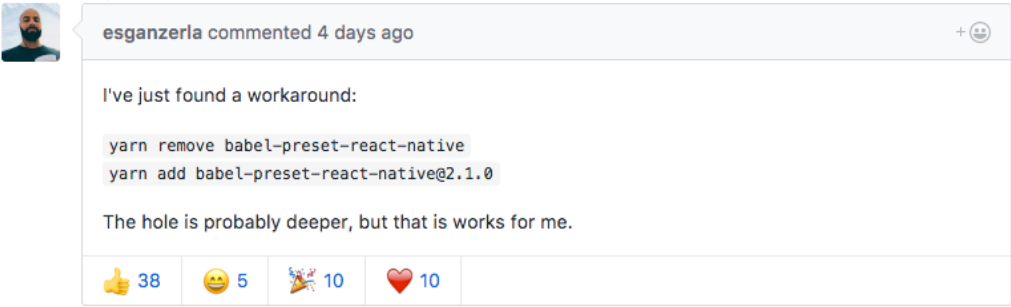 esganzerla commented 4 days ago
I've just found a workaround:
yarn remove babel-preset-react-native
yarn add babel-preset-react-native@2.1.0
The hole is probably deeper, but that is works for me.
38 5 10 10